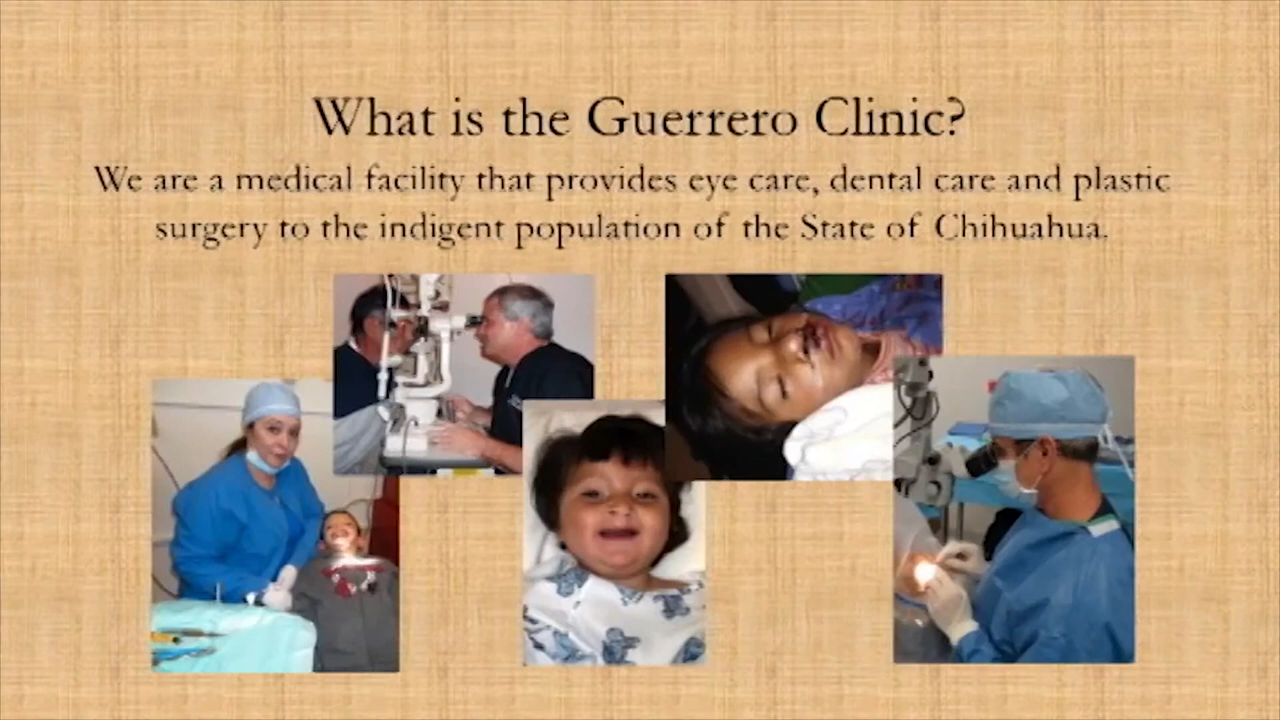 What is the Guerrero Clinic?
We are a medical facility that provides eye care, dental care and plastic
surgery to the indigent population of the State of Chihuahua.